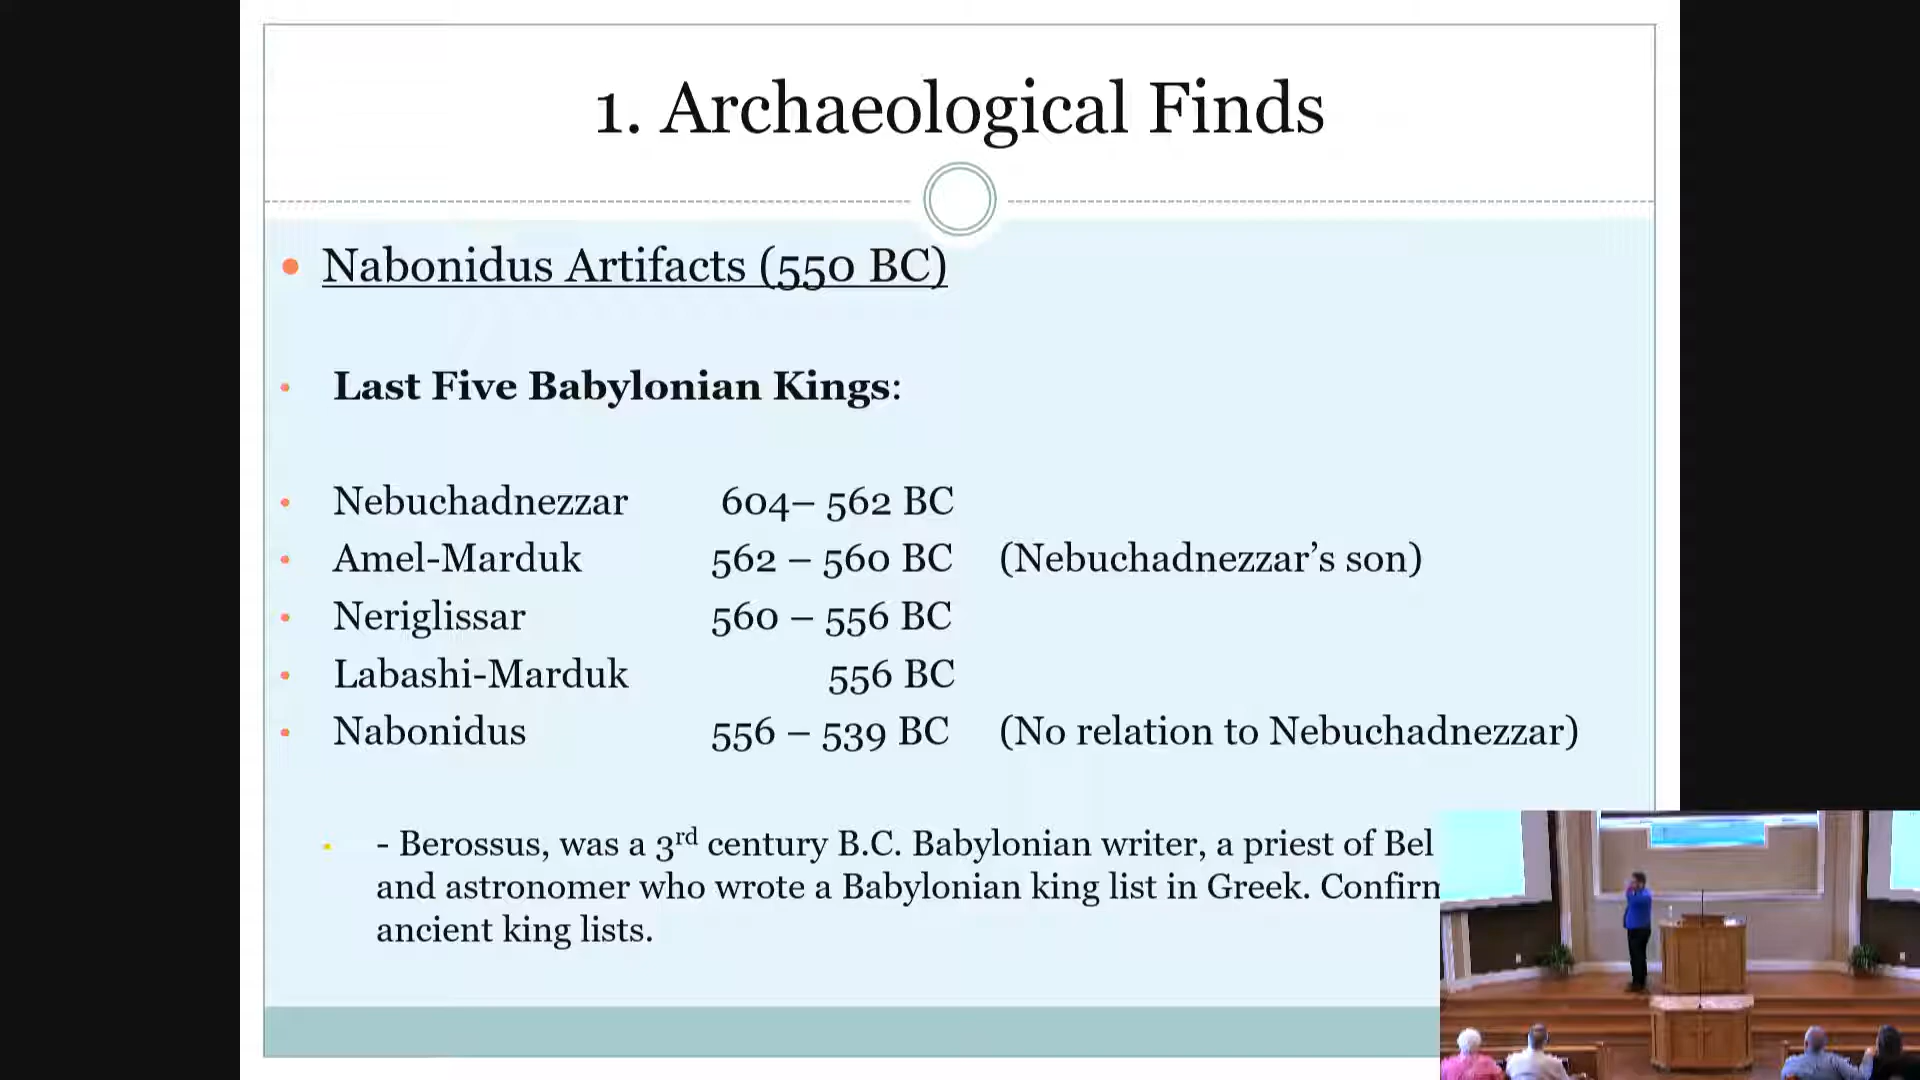 1. Archaeological Finds
Nabonidus Artifacts (550 BC)
Last Five Babylonian Kings:
Nebuchadnezzar 604– 562 BC
Amel-Marduk 562 – 560 BC (Nebuchadnezzar’s son)
Neriglissar 560 – 556 BC
Labashi-Marduk 556 BC
Nabonidus 556 – 539 BC (No relation to Nebuchadnezzar)
- Berossus, was a 3rd century B.C. Babylonian writer, a priest of Bel
and astronomer who wrote a Babylonian king list in Greek.
ancient king lists.